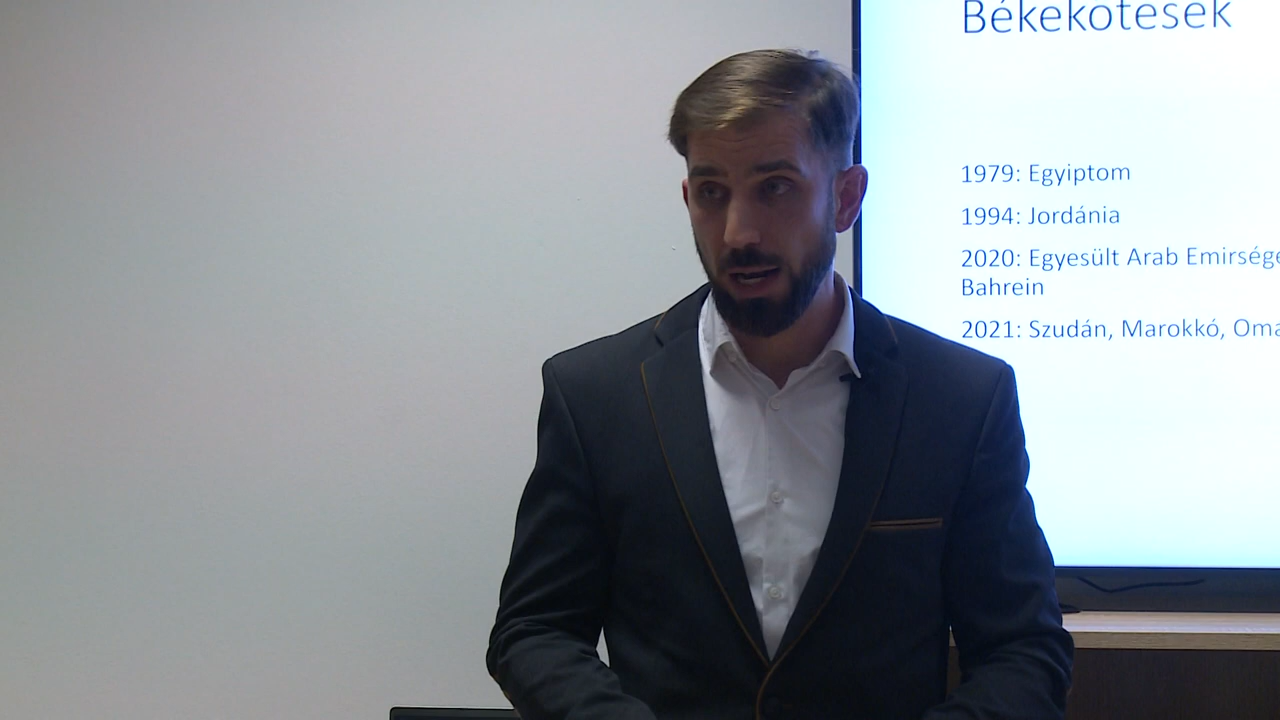 Békekötések
1979: Egyiptom
1994: Jordánia
2020: Egyesült Arab Emirsége
Bahrein
2021: Szudán, Marokkó, Oma